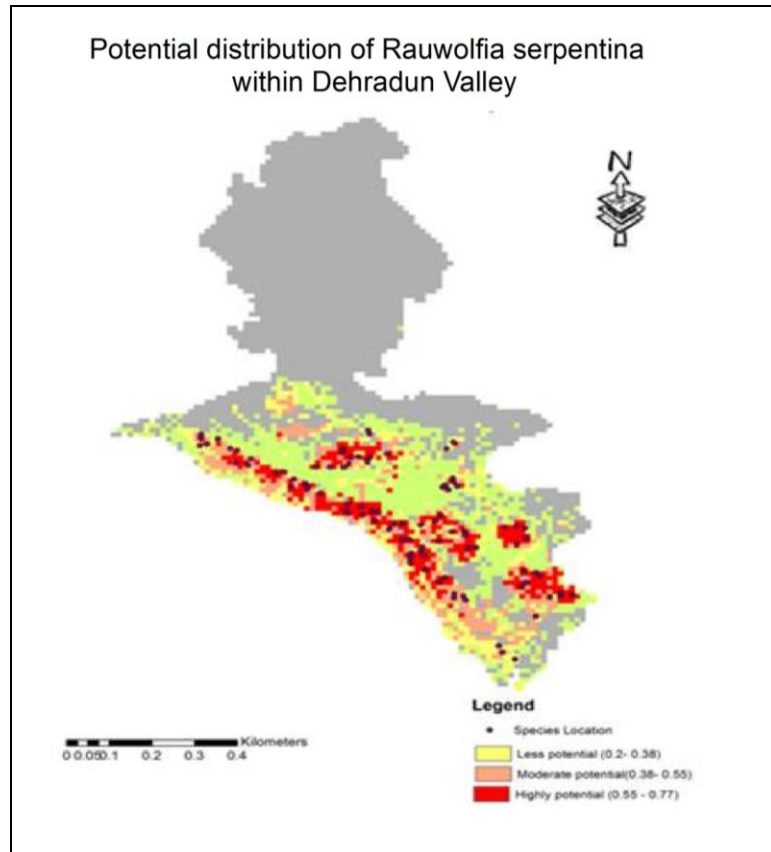 Potential distribution of Rauwolfia serpentina
within Dehradun Valley
N
Legend
Species Location
Less potential (0.2- 0.38)
Moderate potential(0.38- 0.55)
Highly potential (0.55 - 0.77)
Kilometers
0 0.050.1 0.2 0.3 0.4